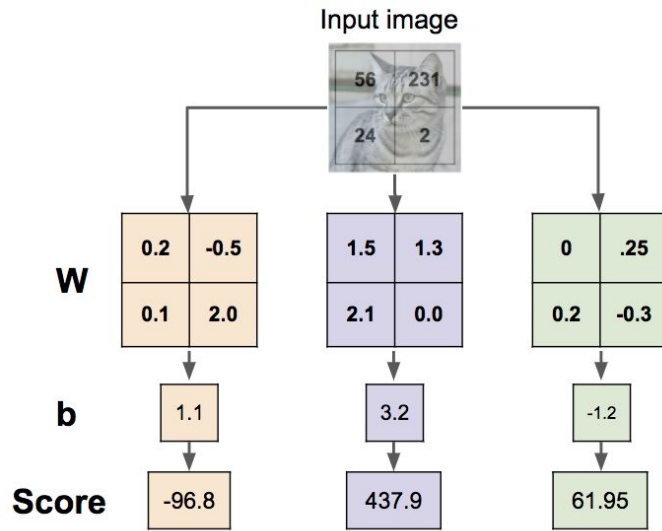 Input image
56 231
24 2
W
0.2 -0.5 1.5 1.3 0 .25
0.1 2.0 2.1 0.0 0.2 -0.3
b 1.1 3.2 -1.2
Score -96.8 437.9 61.95